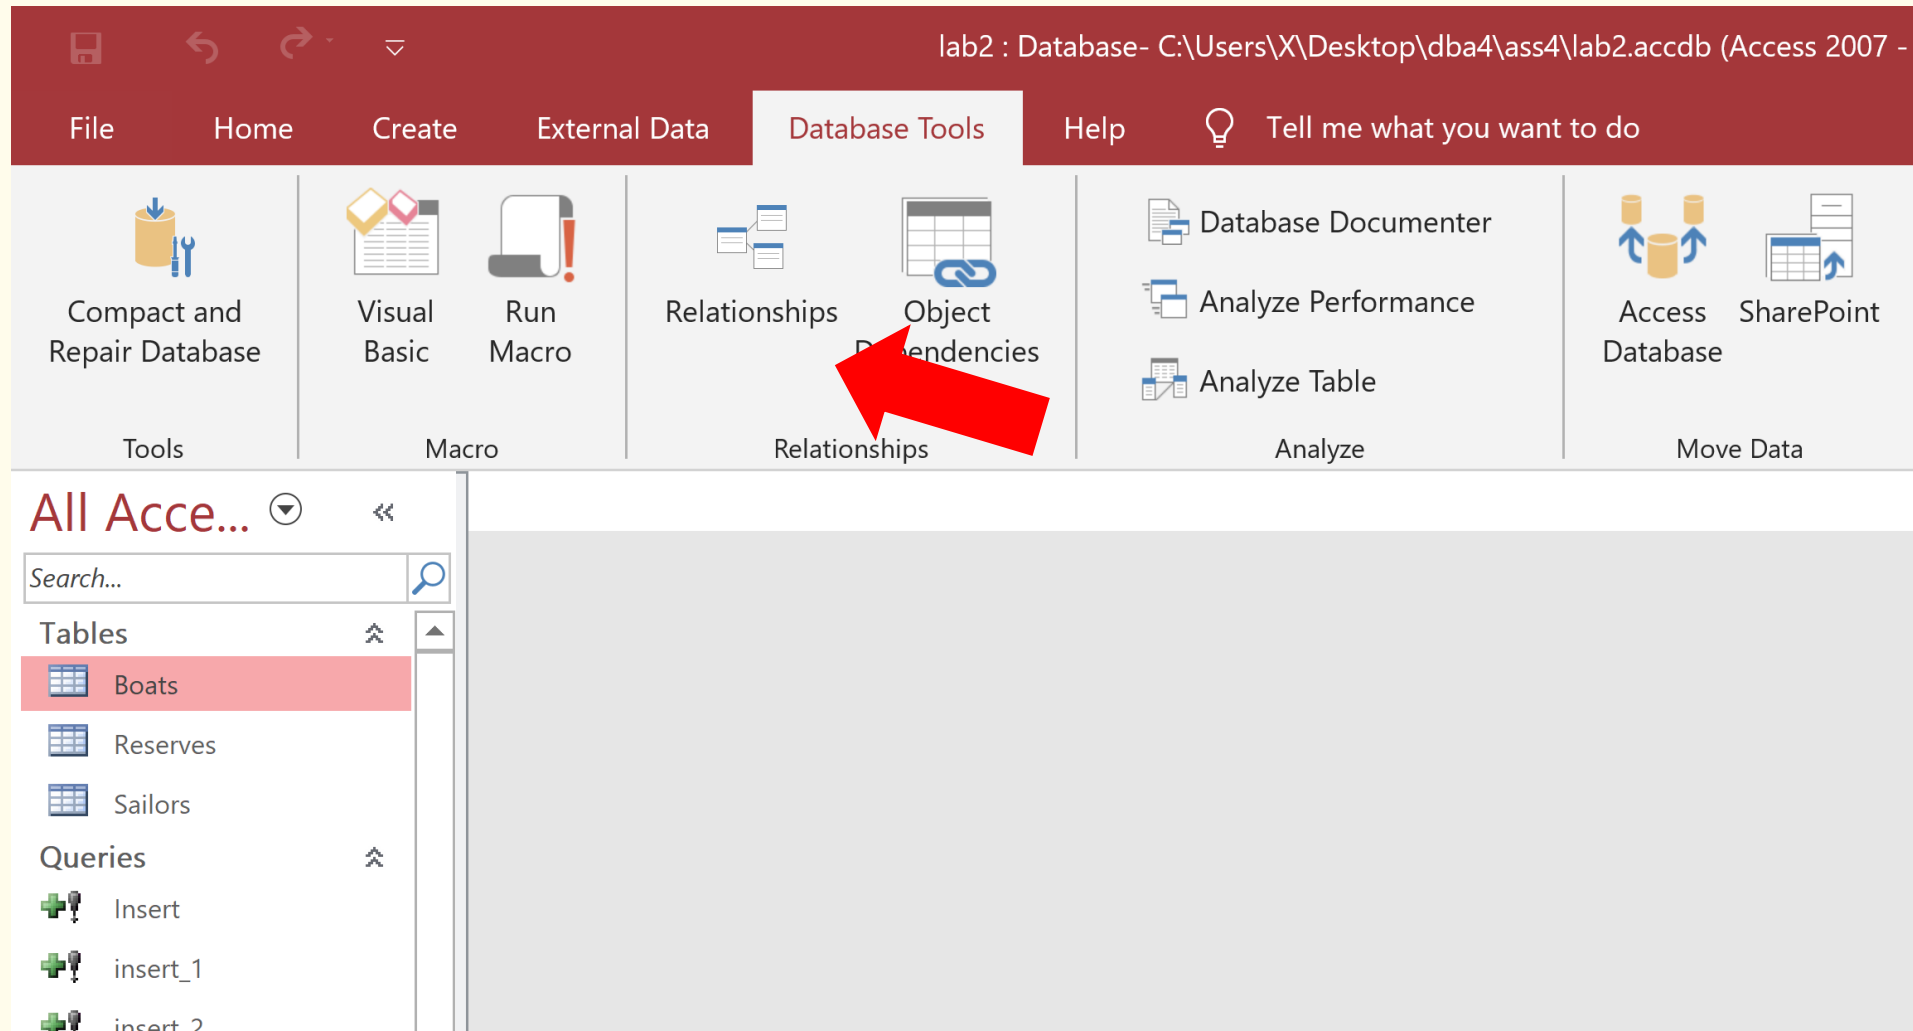 lab2 : Database- C:\Users\X\Desktop\dba4\ass4\lab2.accdb (Access 2007 -
File Home Create External Data Database Tools Help Tell me what you want to do
Compact and
Repair Database
Visual
Basic
Run
Macro
Relationships
Object
Dependencies
Database Documenter
Analyze Performance
Analyze Table
Access
Database
SharePoint
Tools Macro Relationships Analyze Move Data
All Acce...
Search...
Tables
Boats
Reserves
Sailors
Queries
Insert
insert_1
insert_2